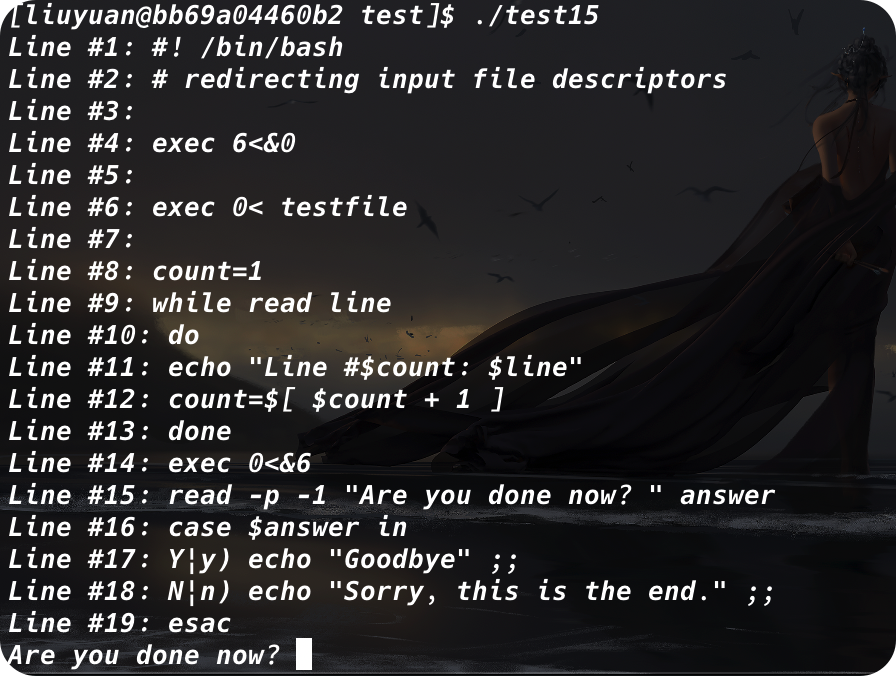 [liuyuan@bb69a04460b2 test]$ ./test15
Line #1: #! /bin/bash
Line #2: # redirecting input file descriptors
Line #3:
Line #4: exec 6<&0
Line #5:
Line #6: exec 0< testfile
Line #7:
Line #8: count=1
Line #9: while read line
Line #10: do
Line #11: echo "Line #$count: $line"
Line #12: count=$[ $count + 1 ]
Line #13: done
Line #14: exec 0<&6
Line #15: read -p -1 "Are you done now? " answer
Line #16: case $answer in
Line #17: Y¦y) echo "Goodbye" ;;
Line #18: N¦n) echo "Sorry, this is the end." ;;
Line #19: esac
Are you done now?